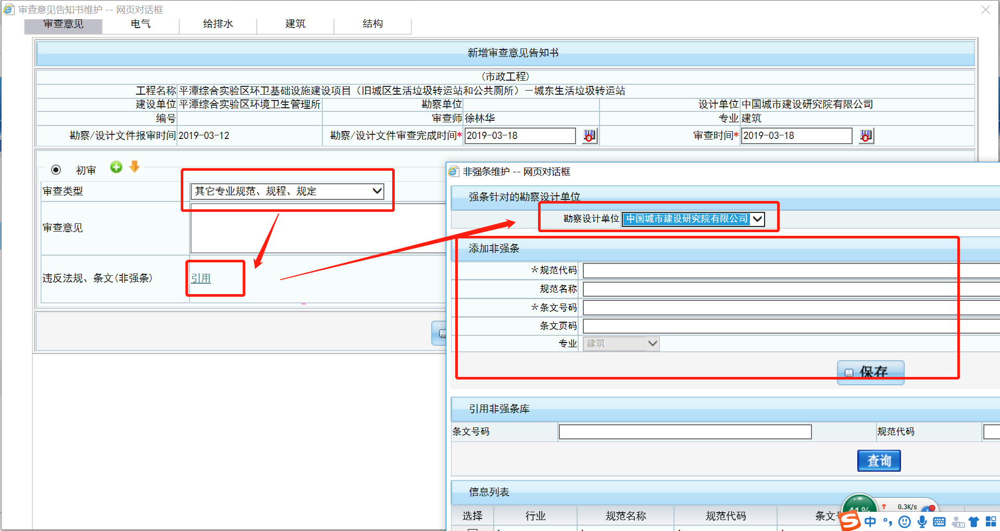 审查意见告知书维护 -- 网页对话框
审查意见 电气 给排水 建筑 结构
新增审查意见告知书
(市政工程)
工程名称 平潭综合实验区环卫基础设施建设项目（旧城区生活垃圾转运站和公共厕所）－城东生活垃圾转运站
建设单位 平潭综合实验区环境卫生管理所 勘察单位 设计单位 中国城市建设研究院有限公司
编号 审查师 徐林华 专业 建筑
勘察/设计文件报审时间 2019-03-12 勘察/设计文件审查完成时间* 2019-03-18 审查时间* 2019-03-18
初审
审查类型 其它专业规范、规程、规定
审查意见
违反法规、条文(非强条) 引用
非强条维护 -- 网页对话框
强条针对的勘察设计单位
勘察设计单位 中国城市建设研究院有限公司
添加非强条
＊规范代码
规范名称
＊条文号码
条文页码
专业 建筑
保存
引用非强条库
条文号码 规范代码
查询
信息列表
选择 行业 规范名称 规范代码 条文
41% 0.3K/s
中